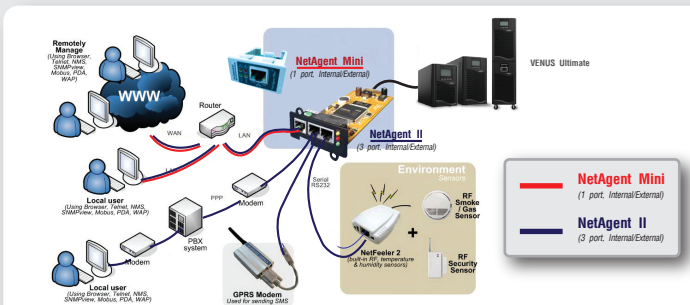 Remotely
Manage
(Using Browser,
Telnet, NMS,
SNMPview,
Mobus, PDA,
WAP)
WWW
Router
WAN
LAN
NetAgent Mini
(1 port, Internal/External)
VENUS Ultimate
NetAgent II
(3 port, Internal/External)
Local user
(Using Browser, Telnet, NMS,
SNMPview, Mobus, PDA, WAP)
PPP
Modem
Serial
RS232
PBX
system
Modem
Local user
(Using Browser, Telnet, NMS,
SNMPview, Mobus, PDA, WAP)
GPRS Modem
Used for sending SMS
Environment
Sensors
RF
Smoke
/ Gas
Sensor
NetFeeler 2
(built-in RF, temperature
& humidity sensors)
+
RF
Security
Sensor
NetAgent Mini
(1 port, Internal/External)
NetAgent II
(3 port, Internal/External)